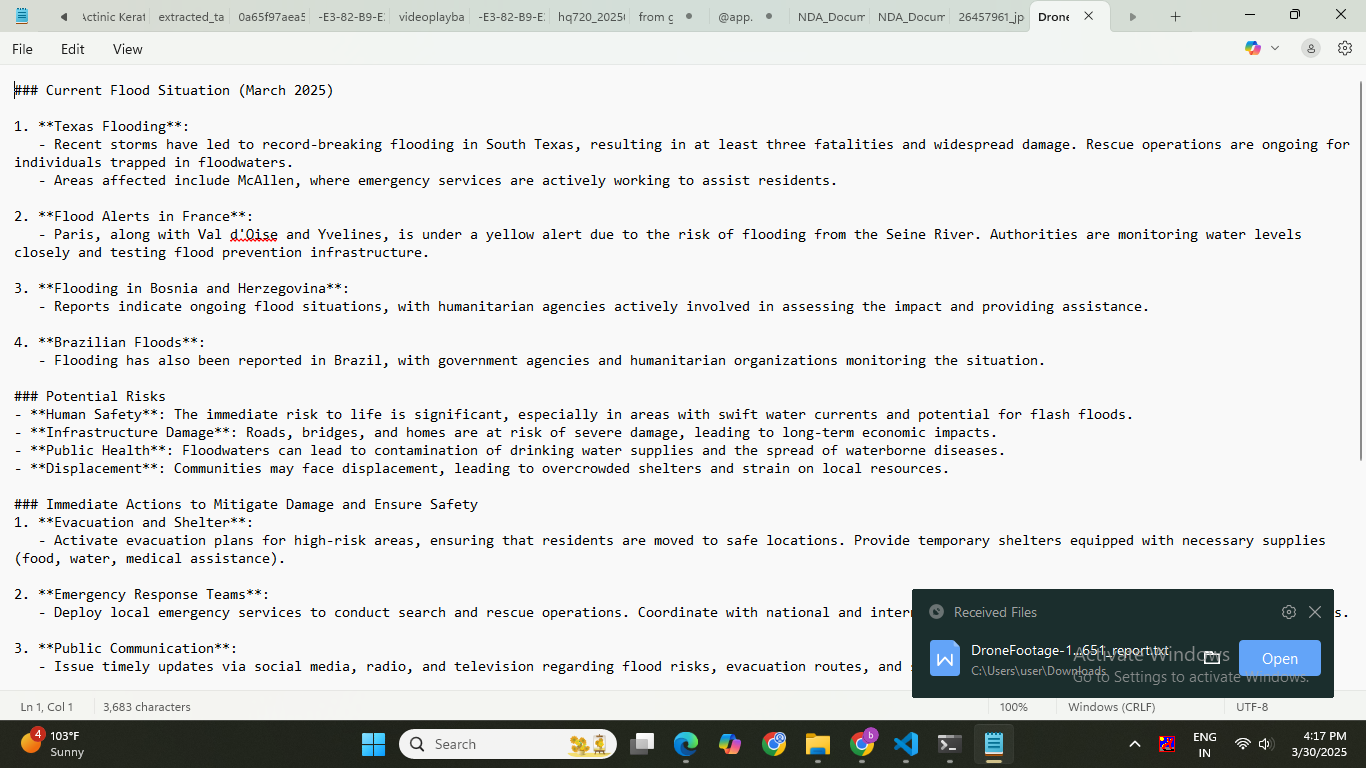 Actinic Kerat
extracted_ta
0a65f97aea5
-E3-82-B9-E:
videoplayba
-E3-82-B9-E:
hq720_2025
from g
@app.
NDA_Docum
NDA_Docum
26457961_jp
Drone
File Edit View
### Current Flood Situation (March 2025)
1. **Texas Flooding**:
- Recent storms have led to record-breaking flooding in South Texas, resulting in at least three fatalities and widespread damage. Rescue operations are ongoing for
individuals trapped in floodwaters.
- Areas affected include McAllen, where emergency services are actively working to assist residents.
2. **Flood Alerts in France**:
- Paris, along with Val d'Oise and Yvelines, is under a yellow alert due to the risk of flooding from the Seine River. Authorities are monitoring water levels
closely and testing flood prevention infrastructure.
3. **Flooding in Bosnia and Herzegovina**:
- Reports indicate ongoing flood situations, with humanitarian agencies actively involved in assessing the impact and providing assistance.
4. **Brazilian Floods**:
- Flooding has also been reported in Brazil, with government agencies and humanitarian organizations monitoring the situation.
### Potential Risks
- **Human Safety**: The immediate risk to life is significant, especially in areas with swift water currents and potential for flash floods.
- **Infrastructure Damage**: Roads, bridges, and homes are at risk of severe damage, leading to long-term economic impacts.
- **Public Health**: Floodwaters can lead to contamination of drinking water supplies and the spread of waterborne diseases.
- **Displacement**: Communities may face displacement, leading to overcrowded shelters and strain on local resources.
### Immediate Actions to Mitigate Damage and Ensure Safety
1. **Evacuation and Shelter**:
- Activate evacuation plans for high-risk areas, ensuring that residents are moved to safe locations. Provide temporary shelters equipped with necessary supplies
(food, water, medical assistance).
2. **Emergency Response Teams**:
- Deploy local emergency services to conduct search and rescue operations. Coordinate with national and inter
3. **Public Communication**:
- Issue timely updates via social media, radio, and television regarding flood risks, evacuation routes, and
Received Files
DroneFootage-1...651_report.txt
C:\Users\user\Downloads
Open
Activate Windows
Go to Settings to activate Windows.
Ln 1, Col 1
3,683 characters
100%
Windows (CRLF)
UTF-8
4
103°F
Sunny
Search
b
ENG
IN
4:17 PM
3/30/2025